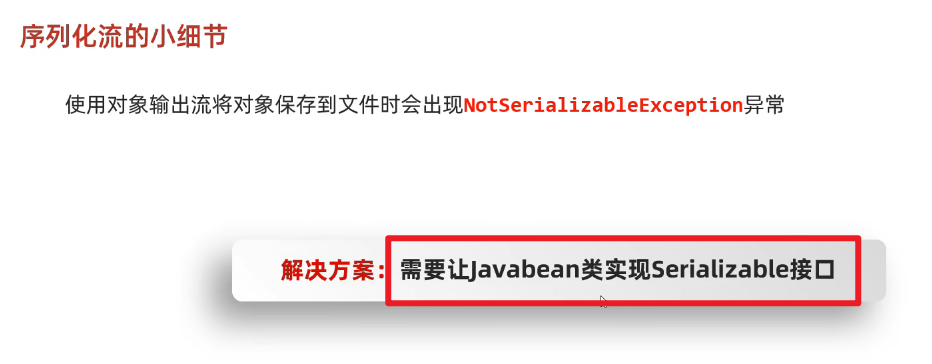 序列化流的小细节
使用对象输出流将对象保存到文件时会出现NotSerializableException异常
解决方案：需要让Javabean类实现Serializable接口